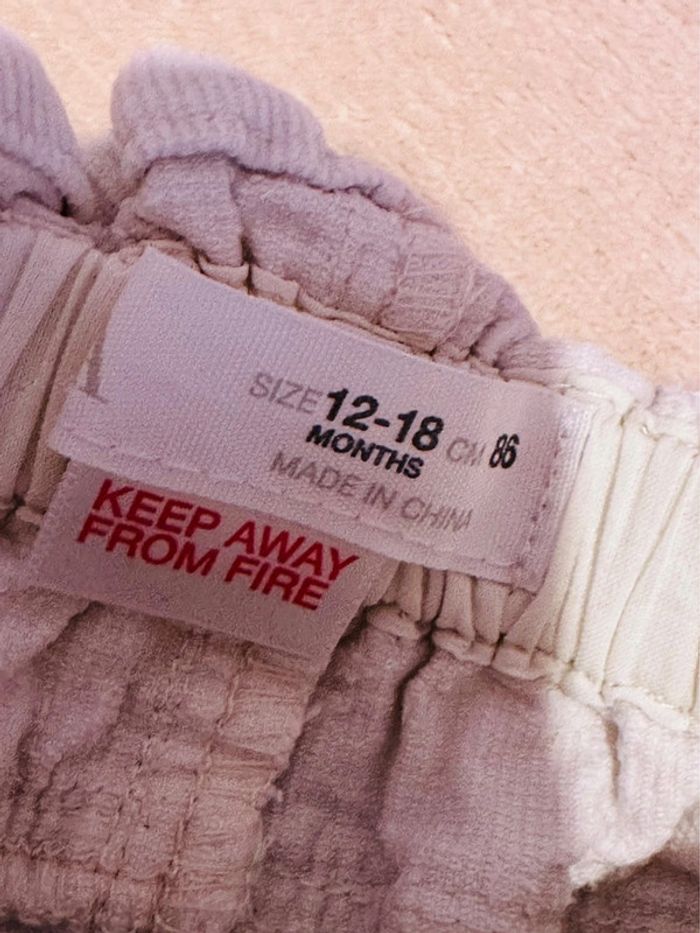 SIZE 12-18 CM 86
MONTHS
MADE IN CHINA
KEEP AWAY
FROM FIRE